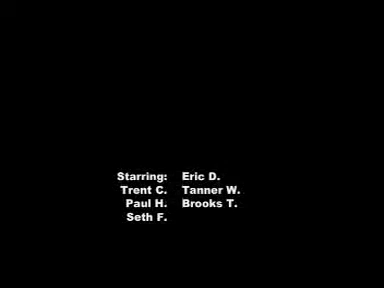 Starring: Eric D.
Trent C. Tanner W.
Paul H. Brooks T.
Seth F.